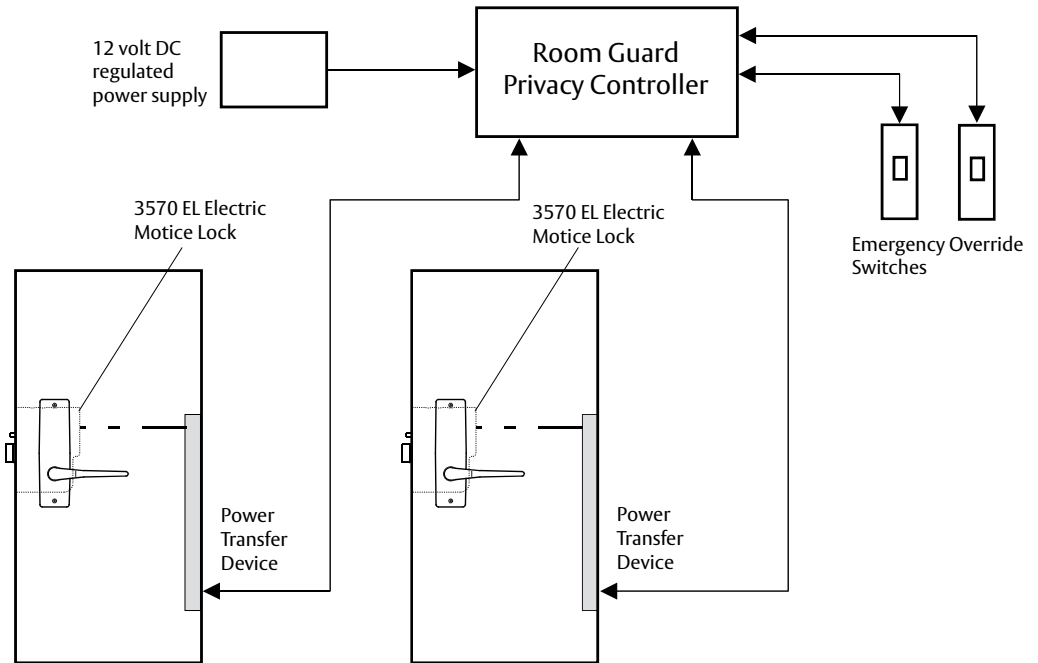 12 volt DC
regulated
power supply
Room Guard
Privacy Controller
3570 EL Electric
Motice Lock
3570 EL Electric
Motice Lock
Emergency Override
Switches
Power
Transfer
Device
Power
Transfer
Device